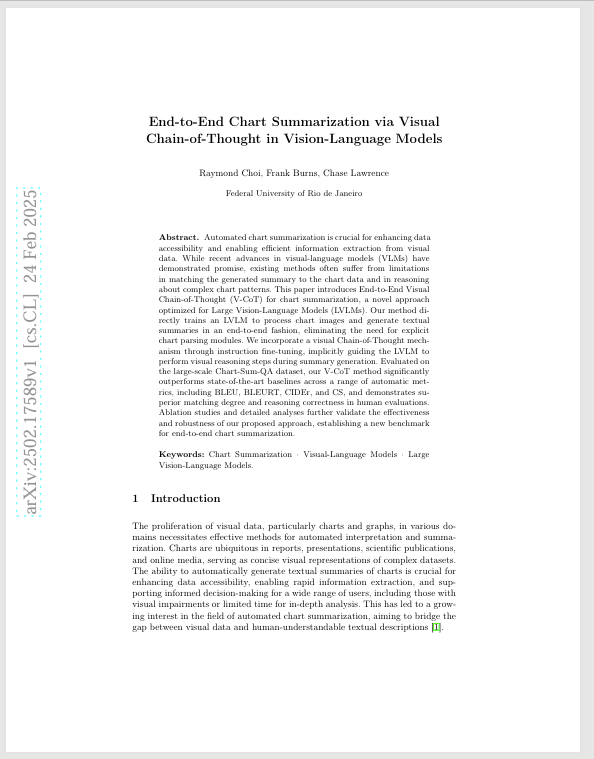 End-to-End Chart Summarization via Visual
Chain-of-Thought in Vision-Language Models
Raymond Choi, Frank Burns, Chase Lawrence
Federal University of Rio de Janeiro
Abstract. Automated chart summarization is crucial for enhancing data
accessibility and enabling efficient information extraction from visual
data. While recent advances in visual-language models (VLMs) have
demonstrated promise, existing methods often suffer from limitations
in matching the generated summary to the chart data and in reasoning
about complex chart patterns. This paper introduces End-to-End Visual
Chain-of-Thought (V-CoT) for chart summarization, a novel approach
optimized for Large Vision-Language Models (LVLMs). Our method di-
rectly trains an LVLM to process chart images and generate textual
summaries in an end-to-end fashion, eliminating the need for explicit
chart parsing modules. We incorporate a visual Chain-of-Thought mech-
anism through instruction fine-tuning, implicitly guiding the LVLM to
perform visual reasoning steps during summary generation. Evaluated on
the large-scale Chart-Sum-QA dataset, our V-CoT method significantly
outperforms state-of-the-art baselines across a range of automatic met-
rics, including BLEU, BLEURT, CIDEr, and CS, and demonstrates su-
perior matching degree and reasoning correctness in human evaluations.
Ablation studies and detailed analyses further validate the effectiveness
and robustness of our proposed approach, establishing a new benchmark
for end-to-end chart summarization.
Keywords: Chart Summarization · Visual-Language Models · Large
Vision-Language Models.
1 Introduction
The proliferation of visual data, particularly charts and graphs, in various do-
mains necessitates effective methods for automated interpretation and summa-
rization. Charts are ubiquitous in reports, presentations, scientific publications,
and online media, serving as concise visual representations of complex datasets.
The ability to automatically generate textual summaries of charts is crucial for
enhancing data accessibility, enabling rapid information extraction, and sup-
porting informed decision-making for a wide range of users, including those with
visual impairments or limited time for in-depth analysis. This has led to a grow-
ing interest in the field of automated chart summarization, aiming to bridge the
gap between visual data and human-understandable textual descriptions [1].
arXiv:2502.17589v1 [cs.CL] 24 Feb 2025